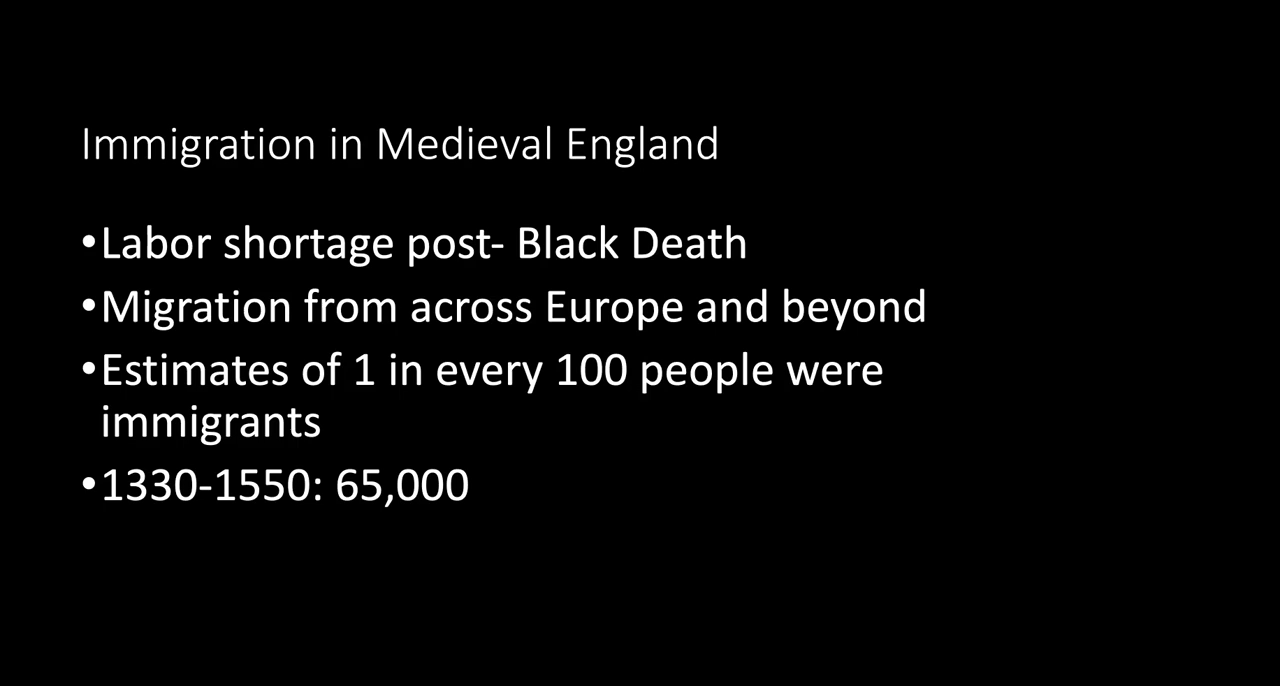 Immigration in Medieval England
•Labor shortage post- Black Death
•Migration from across Europe and beyond
•Estimates of 1 in every 100 people were
immigrants
•1330-1550: 65,000